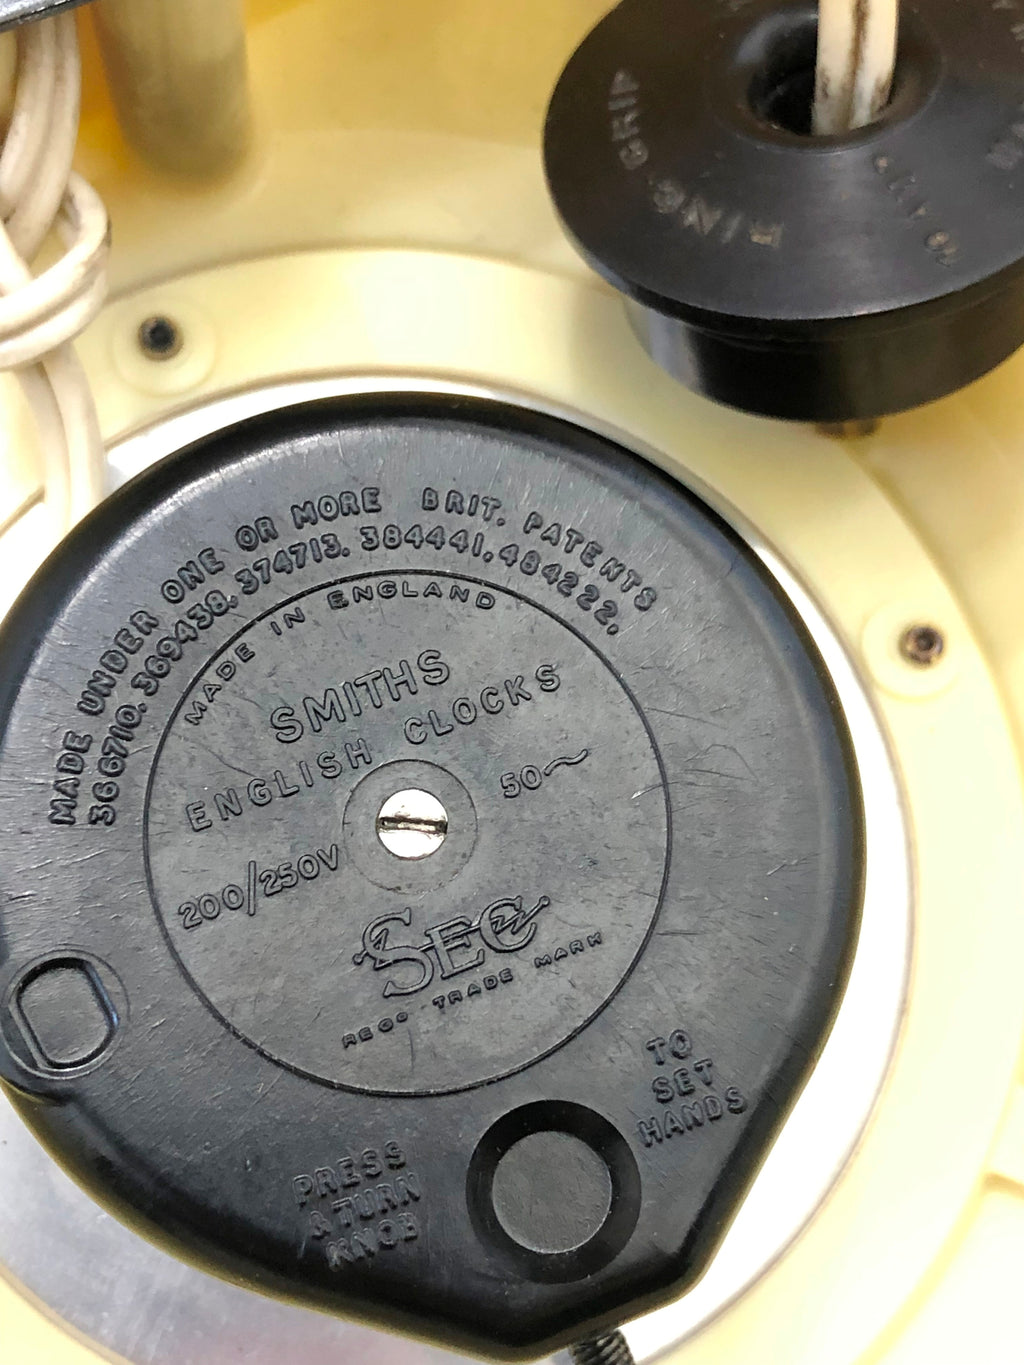 RING GRIP
MADE UNDER ONE OR MORE BRIT. PATENTS
366710. 369438. 374713. 384441. 484222.
MADE IN ENGLAND
SMITHS
ENGLISH CLOCKS
200/250V 50~
SEC
REGD TRADE MARK
PRESS
& TURN
KNOB
TO
SET
HANDS